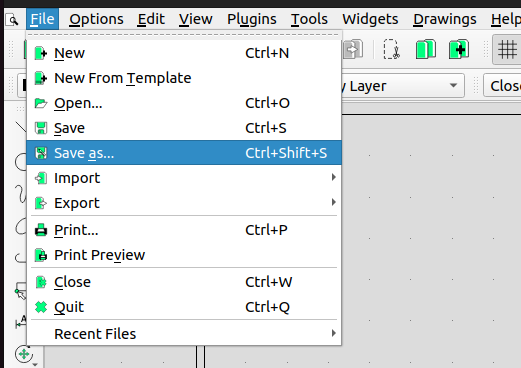 File Options Edit View Plugins Tools Widgets Drawings Help
New Ctrl+N
New From Template
Open... Ctrl+O
Save Ctrl+S
Save as... Ctrl+Shift+S
Import
Export
Print... Ctrl+P
Print Preview
Close Ctrl+W
Quit Ctrl+Q
Recent Files
y Layer
Clos